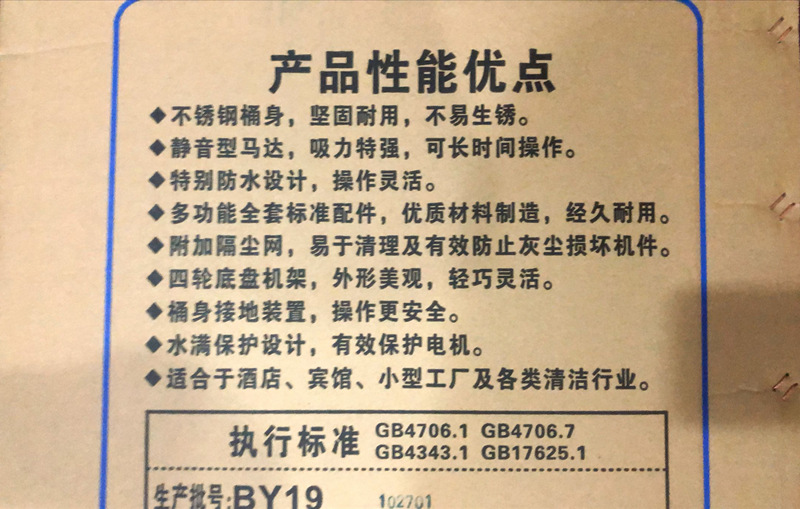 产品性能优点
◆不锈钢桶身，坚固耐用，不易生锈。
◆静音型马达，吸力特强，可长时间操作。
◆特别防水设计，操作灵活。
◆多功能全套标准配件，优质材料制造，经久耐用。
◆附加隔尘网，易于清理及有效防止灰尘损坏机件。
◆四轮底盘机架，外形美观，轻巧灵活。
◆桶身接地装置，操作更安全。
◆水满保护设计，有效保护电机。
◆适合于酒店、宾馆、小型工厂及各类清洁行业。
执行标准 GB4706.1 GB4706.7
GB4343.1 GB17625.1
生产批号:BY19 102701